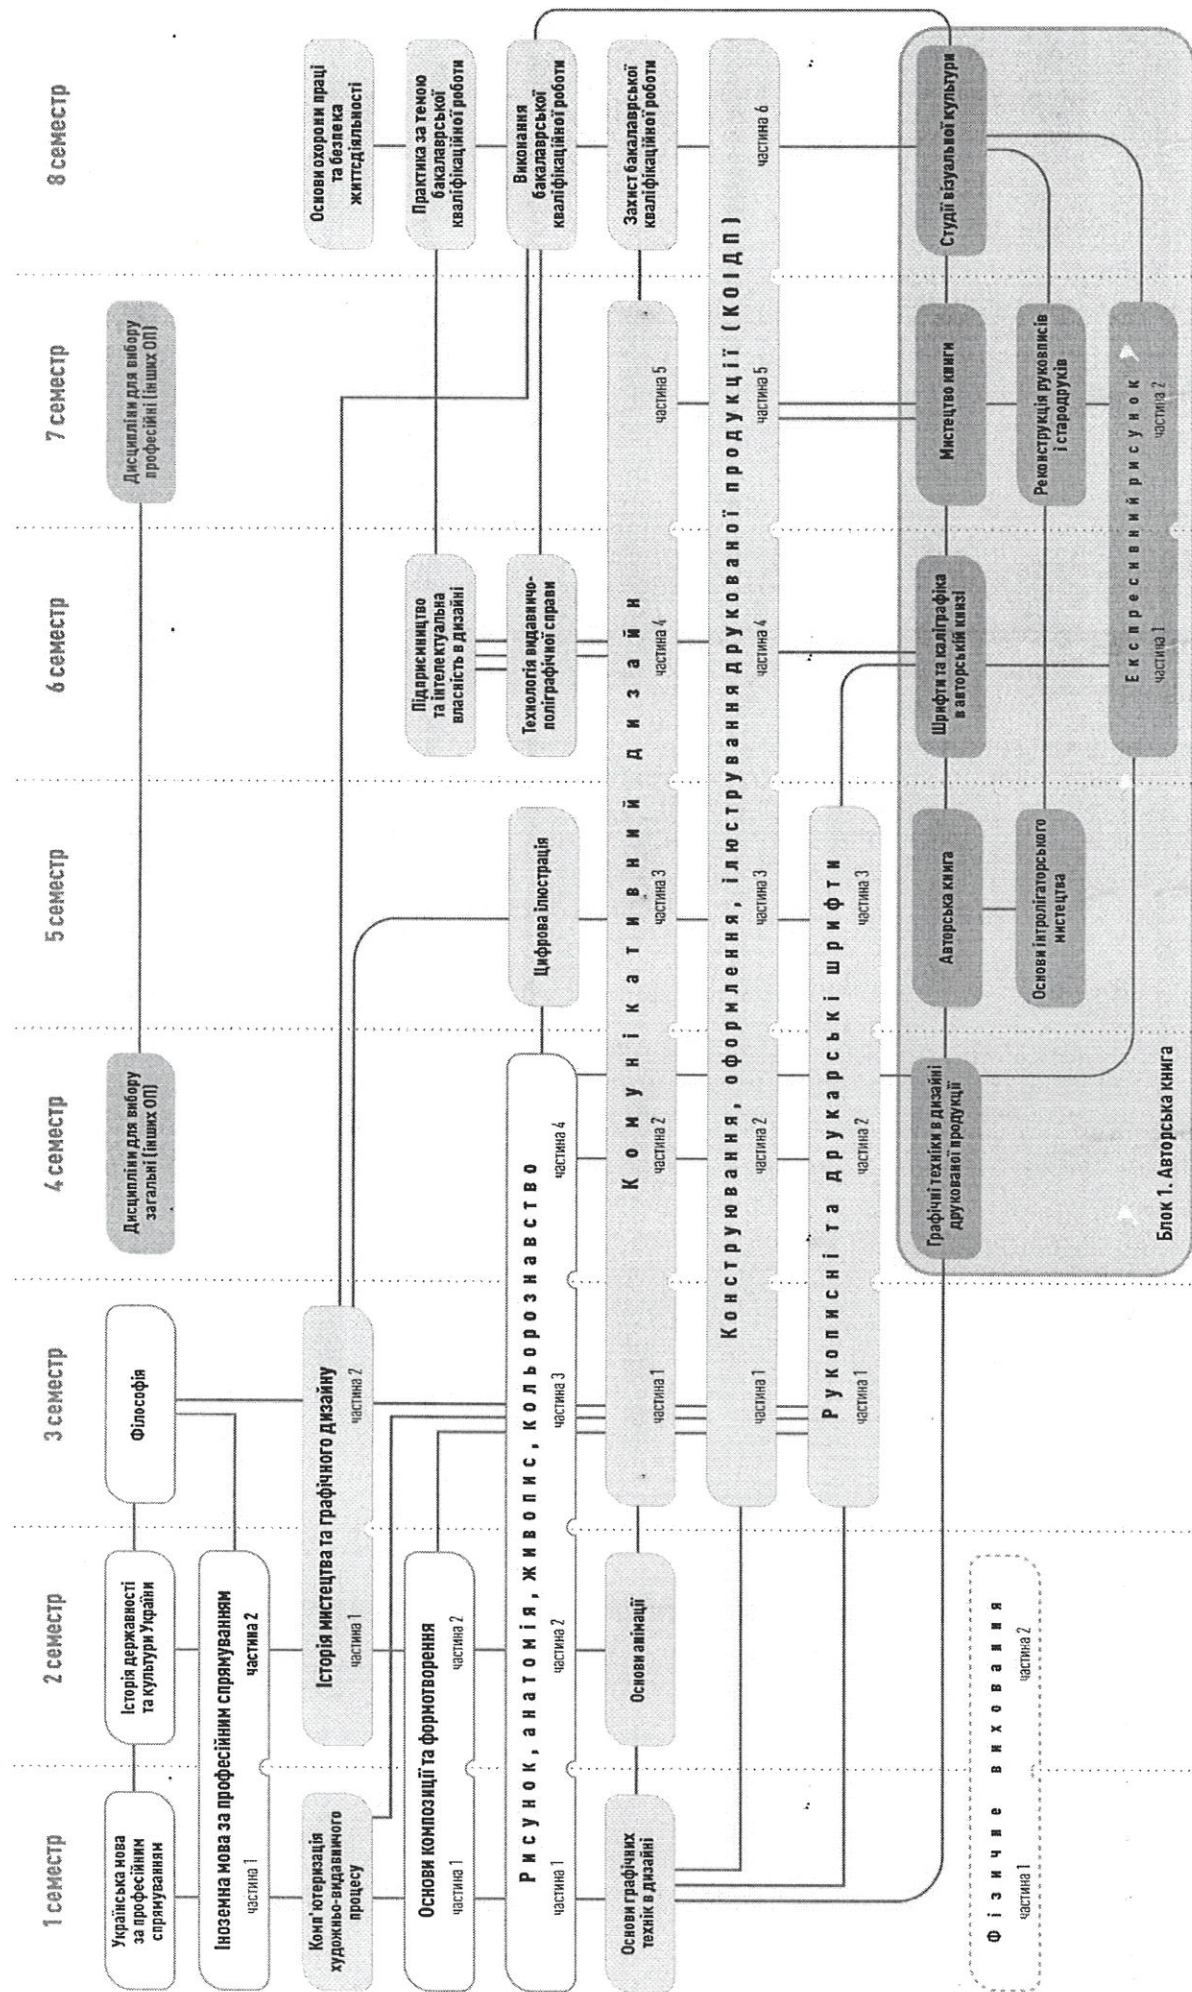 1 семестр
2 семестр
3 семестр
4 семестр
5 семестр
6 семестр
7 семестр
8 семестр
Українська мова
за професійним
спрямуванням
Історія державності
та культури України
Філософія
Дисципліни для вибору
загальні (інших ОП)
Дисципліни для вибору
професійні (інших ОП)
Іноземна мова за професійним спрямуванням
частина 1
частина 2
Комп'ютеризація
художньо-видавничого
процесу
Історія мистецтва та графічного дизайну
частина 1
частина 2
Основи охорони праці
та безпека
життєдіяльності
Основи композиції та формотворення
частина 1
частина 2
Підприємництво
та інтелектуальна
власність в дизайні
Практика за темою
бакалаврської
кваліфікаційної роботи
Рисунок, анатомія, живопис, кольорознавство
частина 1
частина 2
частина 3
частина 4
Цифрова ілюстрація
Технологія видавничо-
поліграфічної справи
Виконання
бакалаврської
кваліфікаційної роботи
Основи графічних
технік в дизайні
Основи анімації
Комунікативний дизайн
частина 1
частина 2
частина 3
частина 4
частина 5
Захист бакалаврської
кваліфікаційної роботи
Конструювання, оформлення, ілюстрування друкованої продукції (КОІДП)
частина 1
частина 2
частина 3
частина 4
частина 5
частина 6
Рукописні та друкарські шрифти
частина 1
частина 2
частина 3
Графічні техніки в дизайні
друкованої продукції
Авторська книга
Шрифти та каліграфіка
в авторській книзі
Мистецтво книги
Студії візуальної культури
Фізичне виховання
частина 1
частина 2
Основи інтролігаторського
мистецтва
Реконструкція руковписів
і стародруків
Експресивний рисунок
частина 1
частина 2
Блок 1. Авторська книга